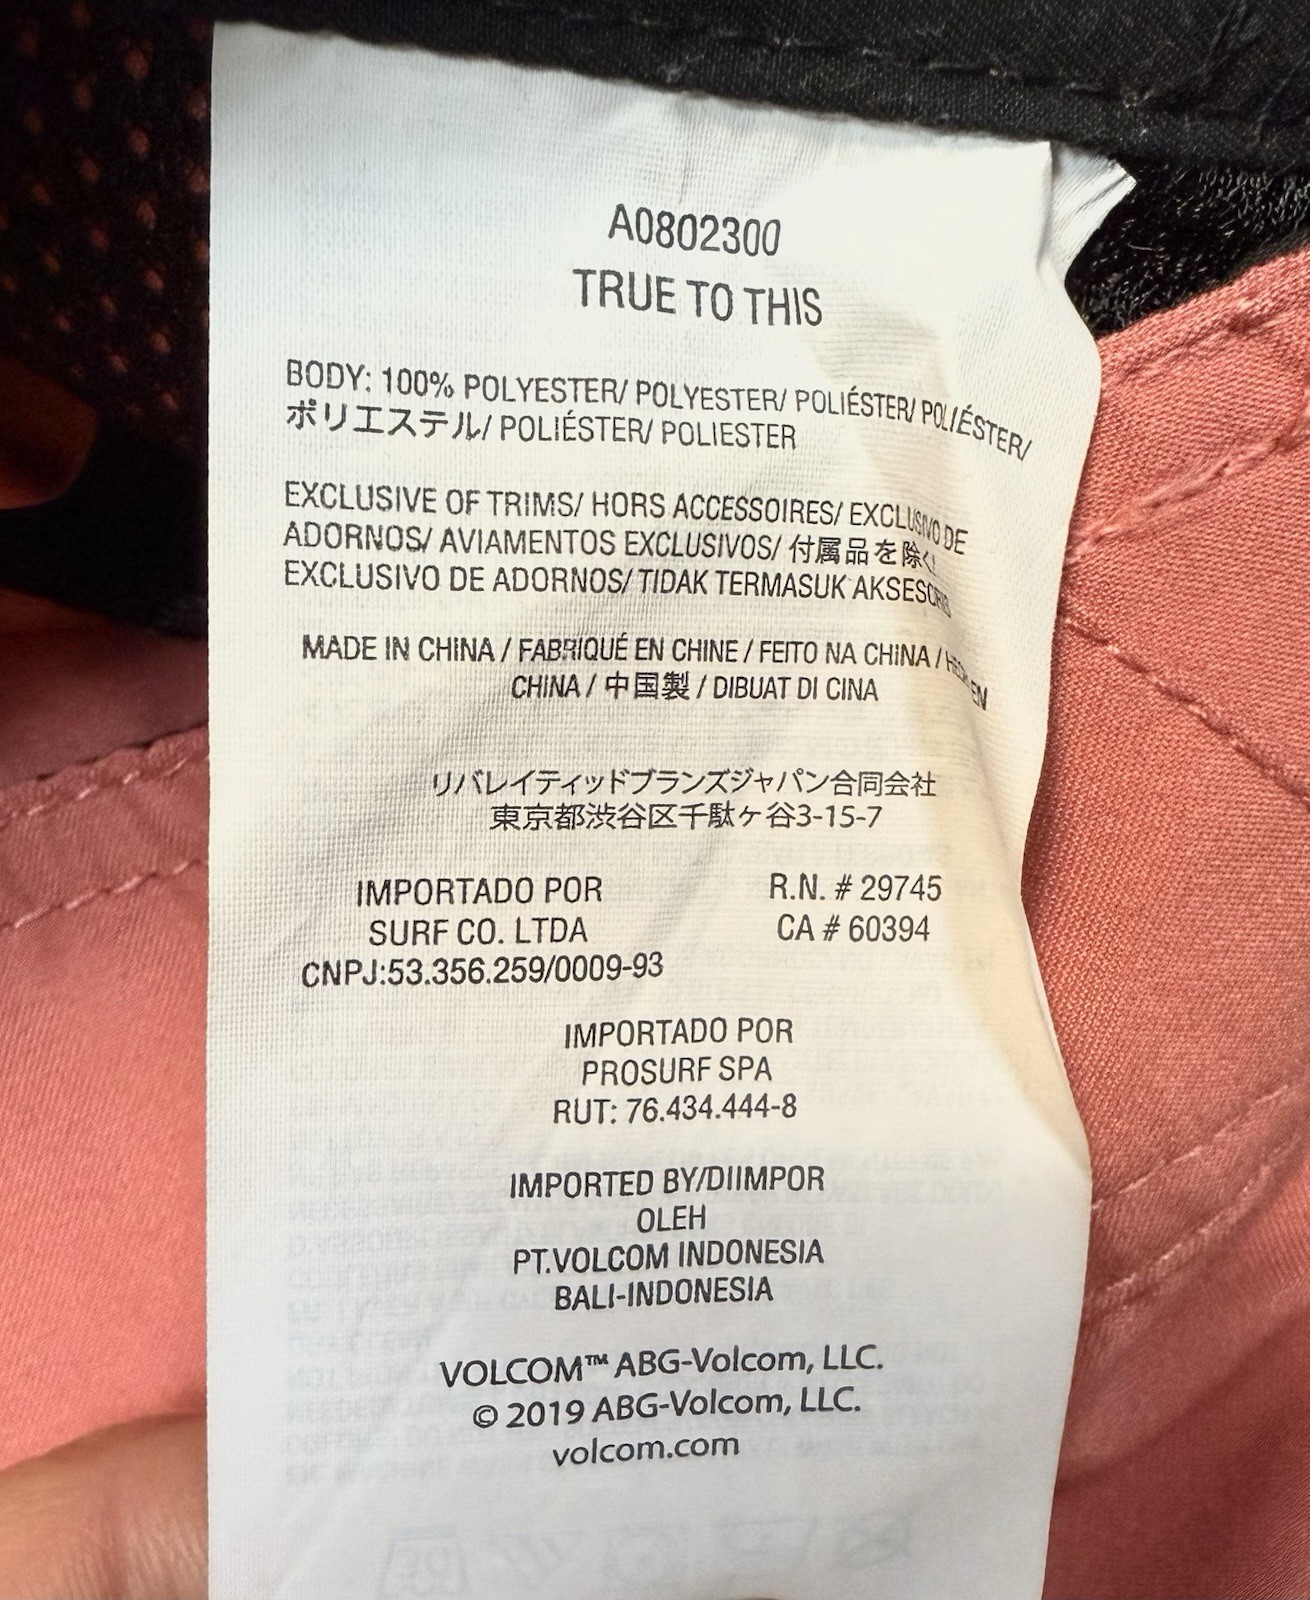 A0802300
TRUE TO THIS
BODY: 100% POLYESTER/ POLYESTER/ POLIÉSTER/ POLIÉSTER/
ポリエステル/ POLIÉSTER/ POLIESTER
EXCLUSIVE OF TRIMS/ HORS ACCESSOIRES/ EXCLUSIVO DE
ADORNOS/ AVIAMENTOS EXCLUSIVOS/ 付属品を除く/
EXCLUSIVO DE ADORNOS/ TIDAK TERMASUK AKSESORIS
MADE IN CHINA / FABRIQUÉ EN CHINE / FEITO NA CHINA / HECHO EN
CHINA / 中国製 / DIBUAT DI CINA
リバレイティッドブランズジャパン合同会社
東京都渋谷区千駄ヶ谷3-15-7
IMPORTADO POR
SURF CO. LTDA
CNPJ:53.356.259/0009-93
R.N. # 29745
CA # 60394
IMPORTADO POR
PROSURF SPA
RUT: 76.434.444-8
IMPORTED BY/DIIMPOR
OLEH
PT.VOLCOM INDONESIA
BALI-INDONESIA
VOLCOM™ ABG-Volcom, LLC.
© 2019 ABG-Volcom, LLC.
volcom.com